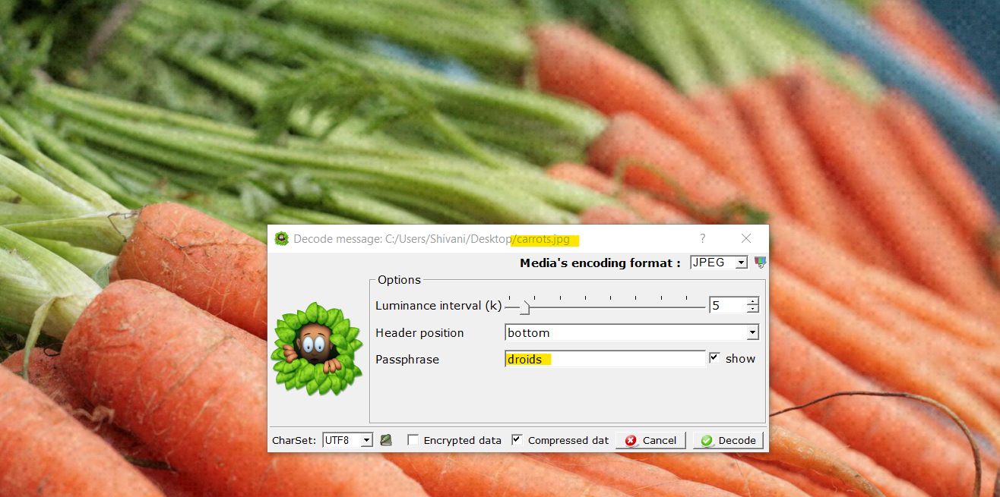 Decode message: C:/Users/Shivani/Desktop/carrots.jpg ?
Media's encoding format : JPEG
Options
Luminance interval (k) 5
Header position bottom
Passphrase droids show
CharSet: UTF8 Encrypted data Compressed dat Cancel Decode